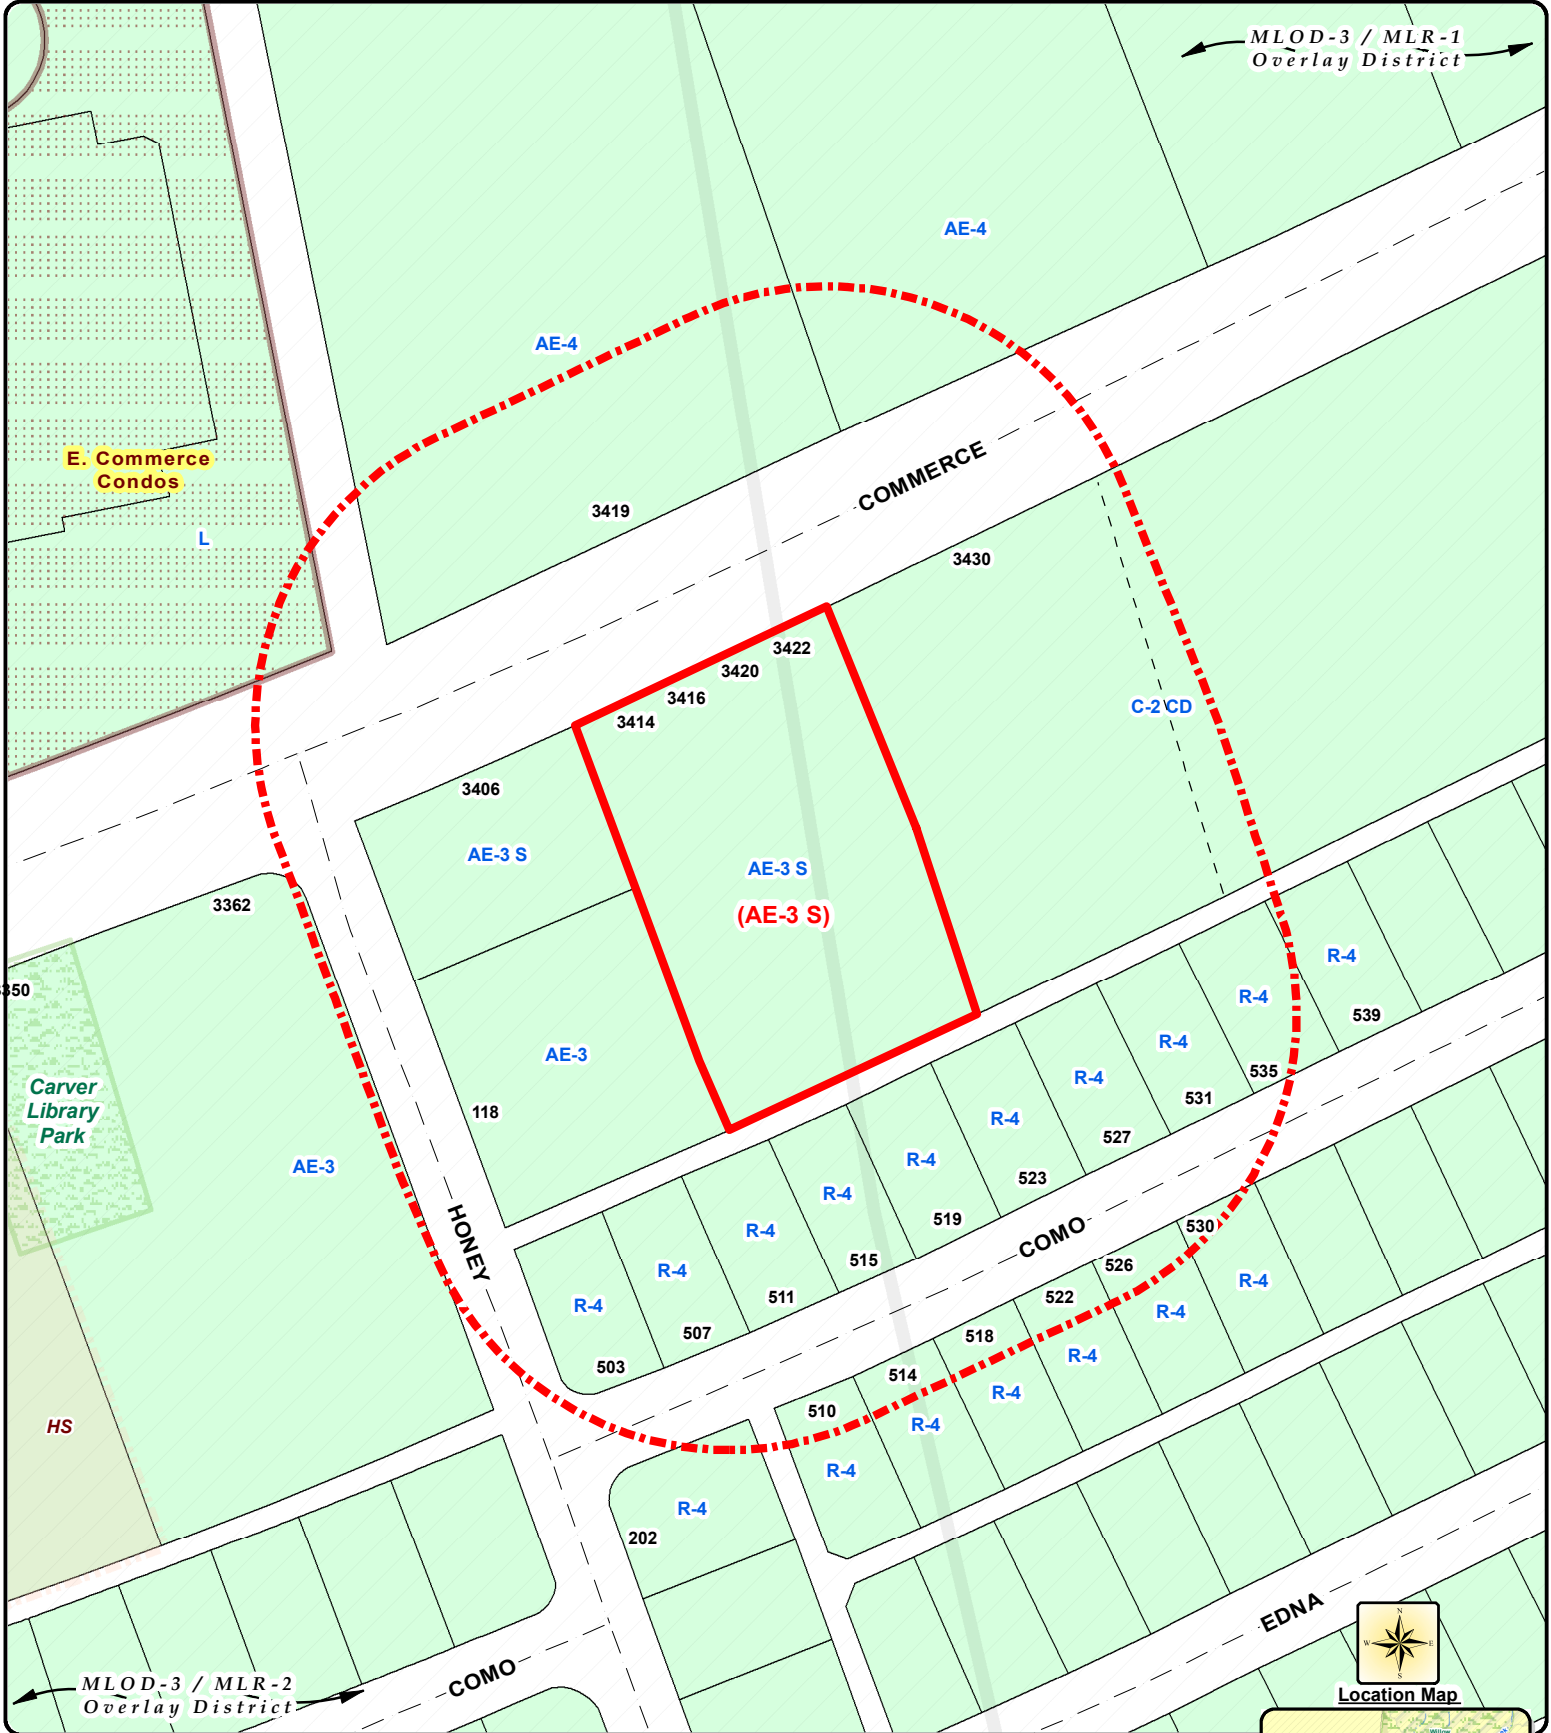 MLOD-3 / MLR-1
Overlay District
AE-4
AE-4
E. Commerce
Condos
L
COMMERCE
3419
3430
3422
3420
3416
3414
C-2 CD
3406
AE-3 S
AE-3 S
(AE-3 S)
3362
R-4
R-4
539
R-4
535
AE-3
R-4
531
Carver
Library
Park
118
R-4
527
AE-3
R-4
523
R-4
519
HONEY
COMO
530
R-4
515
526
R-4
R-4
511
522
R-4
R-4
507
518
R-4
503
514
R-4
HS
510
R-4
R-4
R-4
202
EDNA
N
W
E
S
COMO
MLOD-3 / MLR-2
Overlay District
Location Map